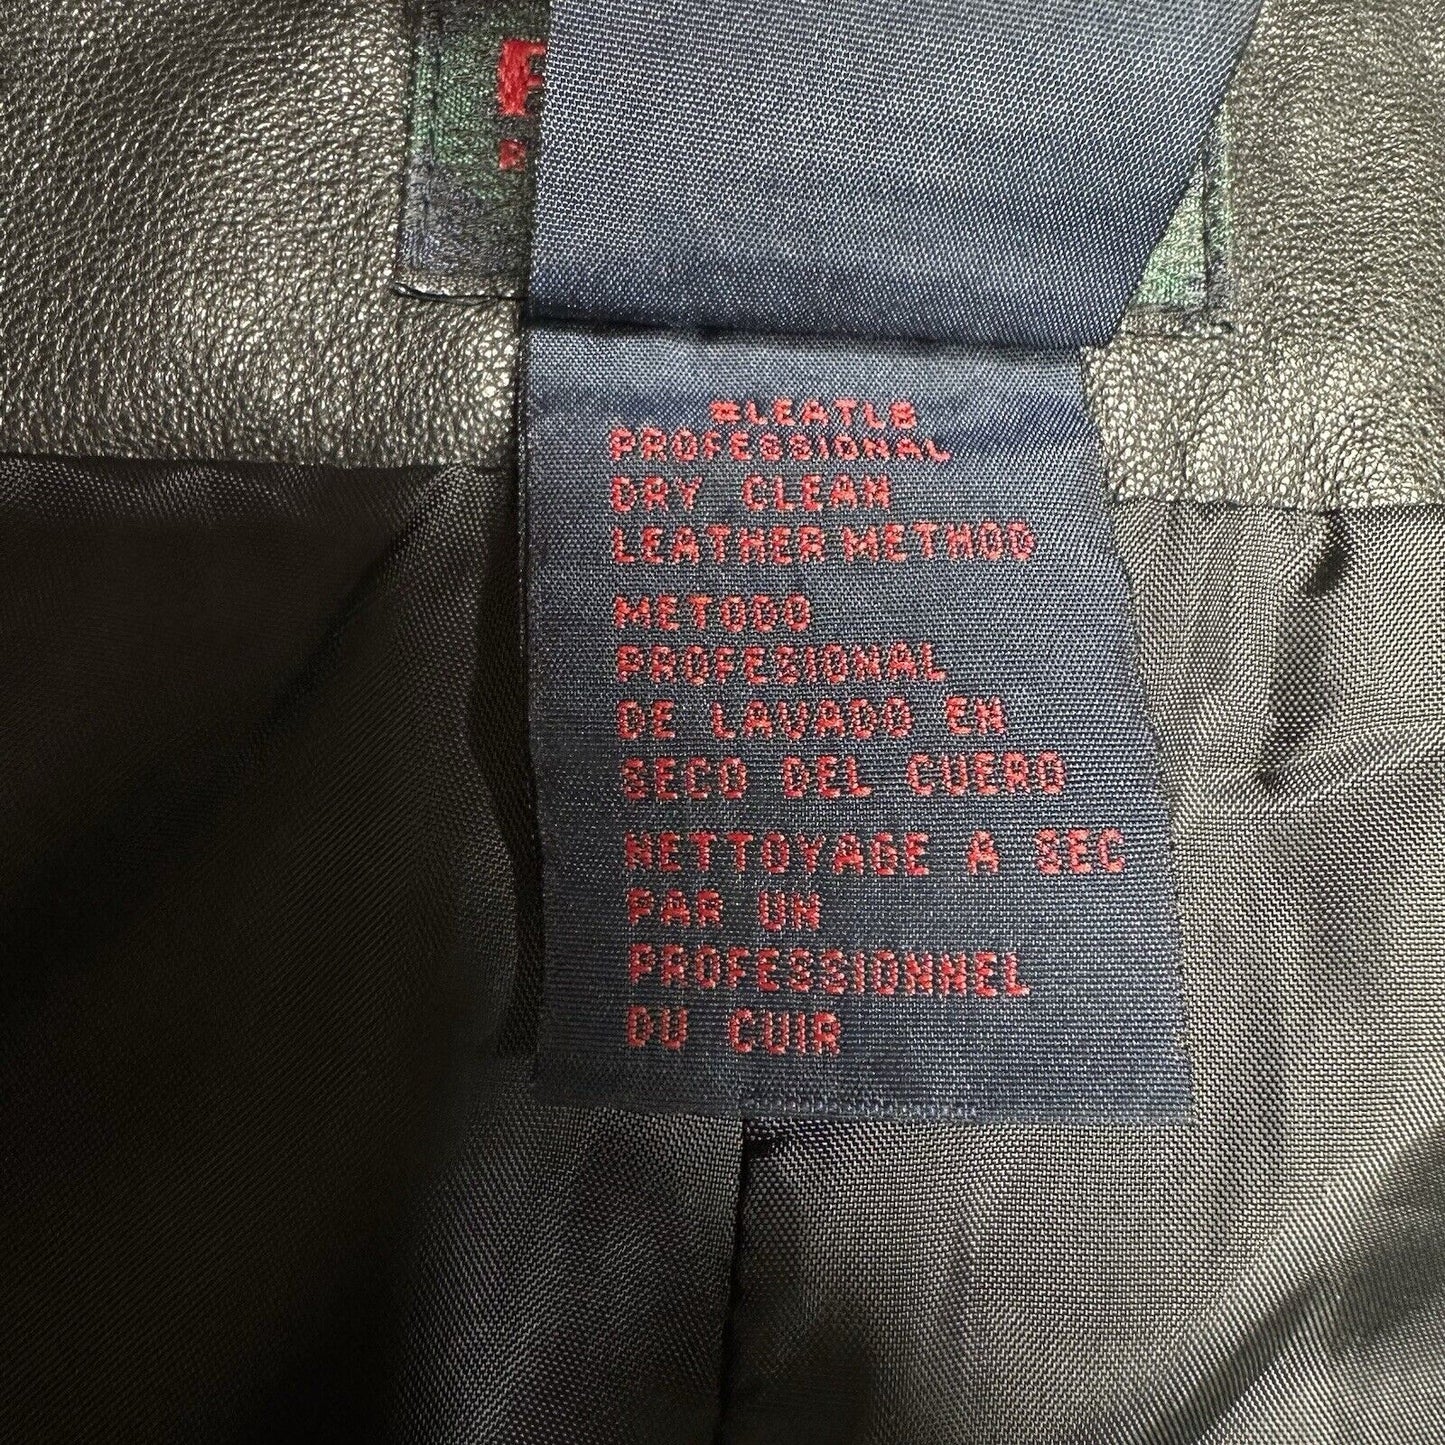 #LEATLB
PROFESSIONAL
DRY CLEAN
LEATHER METHOD
METODO
PROFESIONAL
DE LAVADO EN
SECO DEL CUERO
NETTOYAGE A SEC
PAR UN
PROFESSIONNEL
DU CUIR